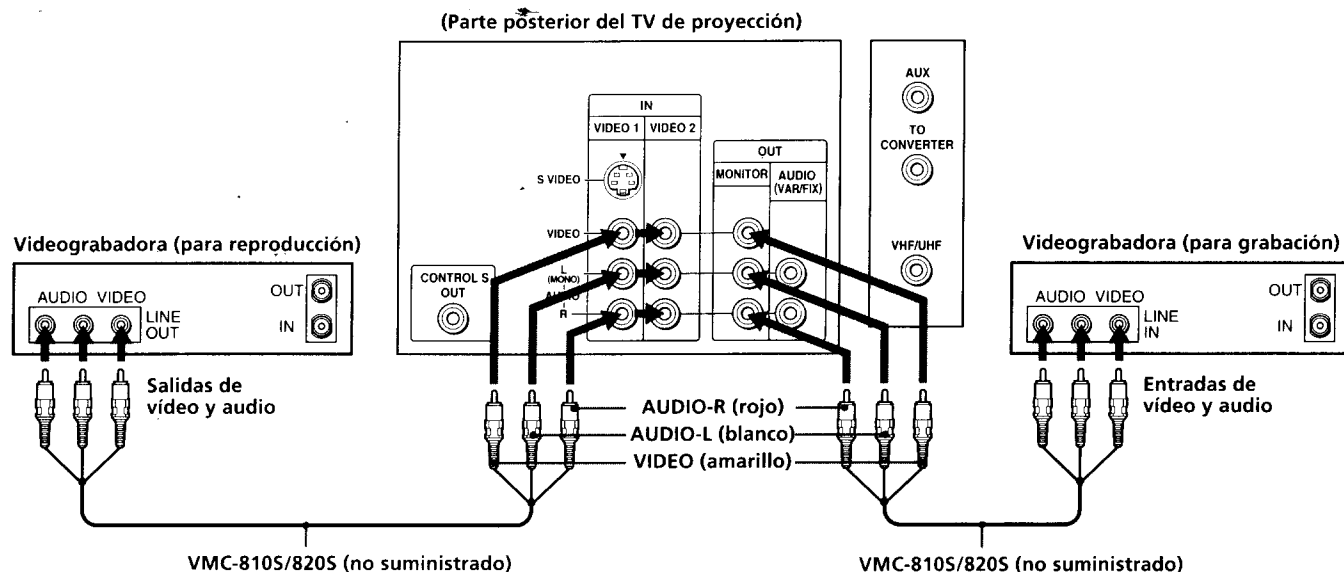 (Parte posterior del TV de proyección)
AUX
TO
CONVERTER
VHF/UHF
IN
VIDEO 1 VIDEO 2
S VIDEO
VIDEO
L
(MONO)
AUDIO
R
OUT
MONITOR
AUDIO
(VAR/FIX)
CONTROL S
OUT
Videograbadora (para reproducción)
AUDIO VIDEO
LINE
OUT
OUT
IN
Salidas de
vídeo y audio
Videograbadora (para grabación)
AUDIO VIDEO
LINE
IN
OUT
IN
Entradas de
vídeo y audio
AUDIO-R (rojo)
AUDIO-L (blanco)
VIDEO (amarillo)
VMC-810S/820S (no suministrado)
VMC-810S/820S (no suministrado)